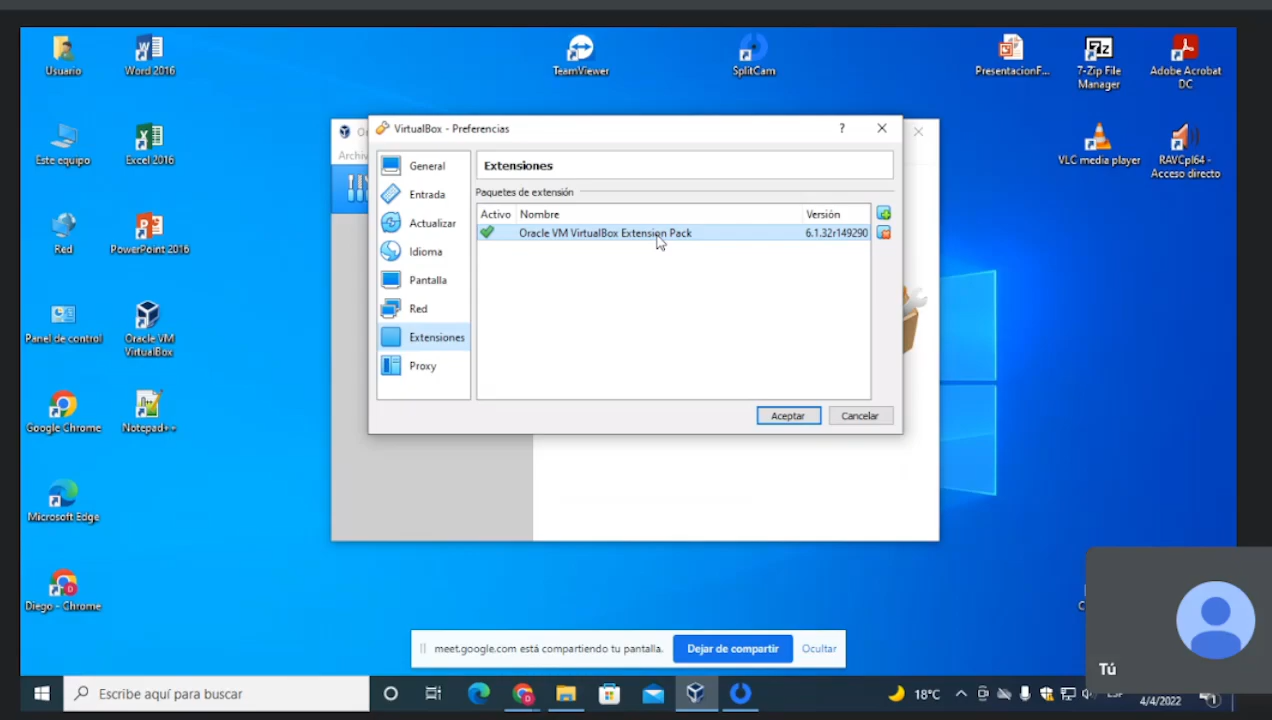 Usuario
Word 2016
TeamViewer
SplitCam
PresentacionF...
7-Zip File
Manager
Adobe Acrobat
DC
VirtualBox - Preferencias
?
Archiv
Este equipo
Excel 2016
VLC media player
RAVCpl64 -
Acceso directo
General
Entrada
Actualizar
Idioma
Pantalla
Red
Extensiones
Proxy
Extensiones
Paquetes de extensión
Activo Nombre Versión
Oracle VM VirtualBox Extension Pack 6.1.32r149290
Aceptar
Cancelar
Red
PowerPoint 2016
Panel de control
Oracle VM
VirtualBox
Google Chrome
Notepad++
Microsoft Edge
Diego - Chrome
meet.google.com está compartiendo tu pantalla.
Dejar de compartir
Ocultar
Tú
Escribe aquí para buscar
18°C
4/4/2022